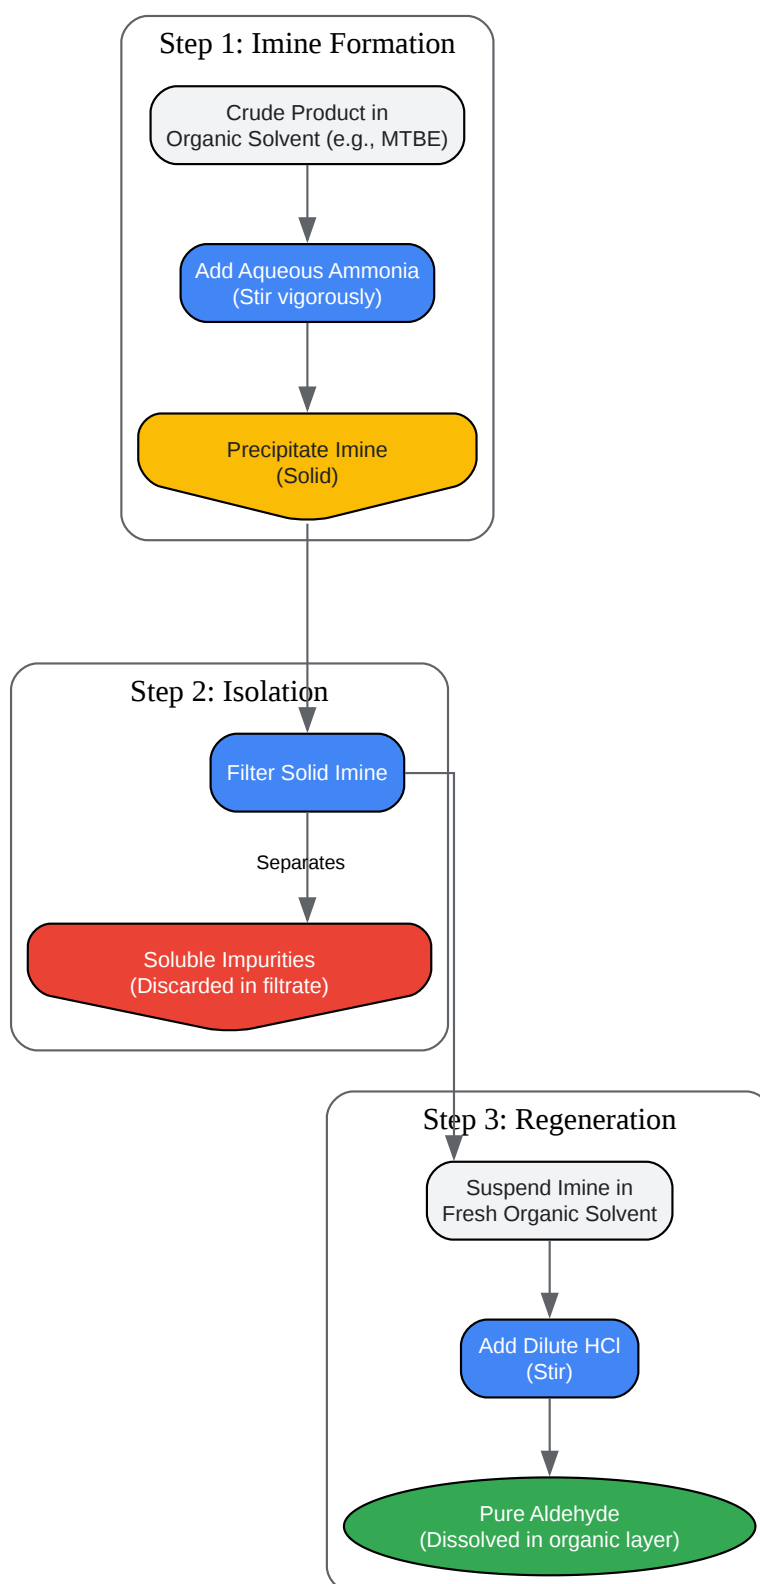 Step 1: Imine Formation
Crude Product in
Organic Solvent (e.g., MTBE)
Add Aqueous Ammonia
(Stir vigorously)
Precipitate Imine
(Solid)
Step 2: Isolation
Filter Solid Imine
Separates
Soluble Impurities
(Discarded in filtrate)
Step 3: Regeneration
Suspend Imine in
Fresh Organic Solvent
Add Dilute HCl
(Stir)
Pure Aldehyde
(Dissolved in organic layer)